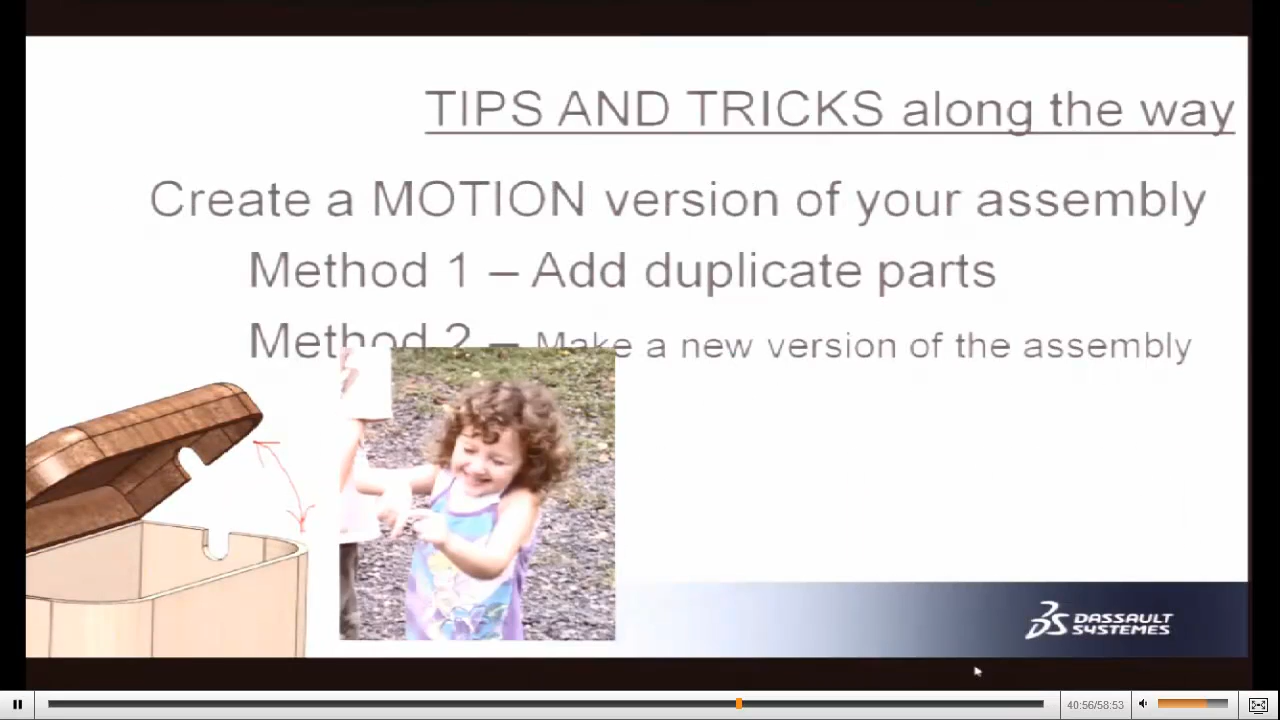 TIPS AND TRICKS along the way
Create a MOTION version of your assembly
Method 1 – Add duplicate parts
Method 2 – Make a new version of the assembly
DASSAULT
SYSTEMES
40:56/58:53